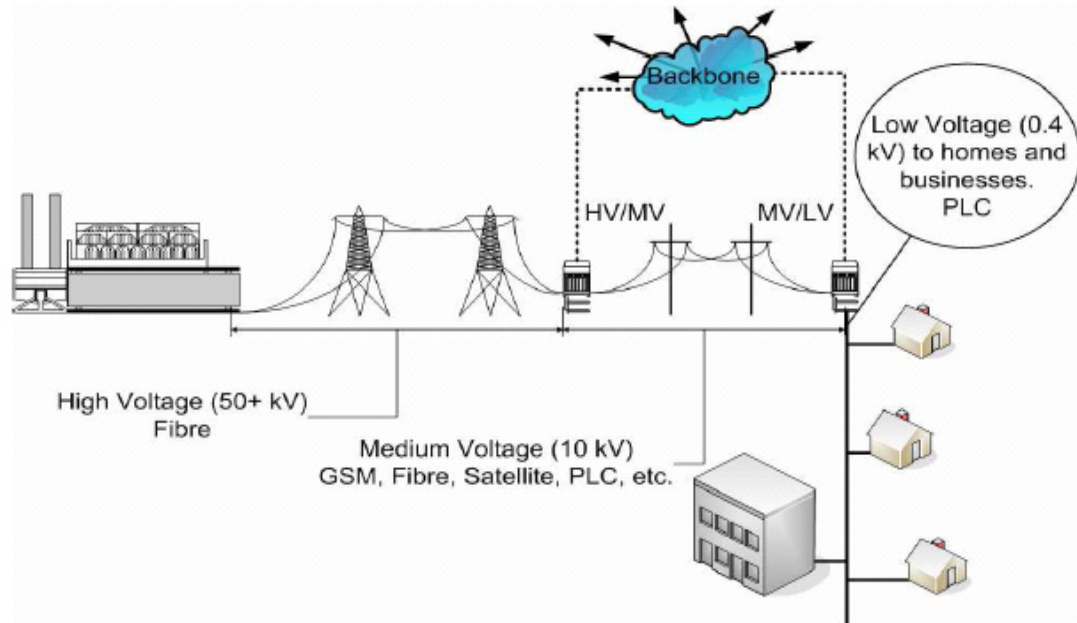 Backbone
Low Voltage (0.4
kV) to homes and
businesses.
PLC
HV/MV
MV/LV
High Voltage (50+ kV)
Fibre
Medium Voltage (10 kV)
GSM, Fibre, Satellite, PLC, etc.